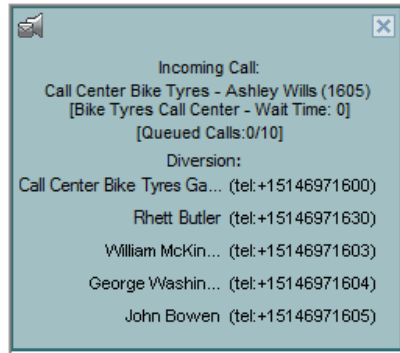 Incoming Call:
Call Center Bike Tyres - Ashley Wills (1605)
[Bike Tyres Call Center - Wait Time: 0]
[Queued Calls:0/10]
Diversion:
Call Center Bike Tyres Ga... (tel:+15146971600)
Rhett Butler (tel:+15146971630)
William McKin... (tel:+15146971603)
George Washin... (tel:+15146971604)
John Bowen (tel:+15146971605)